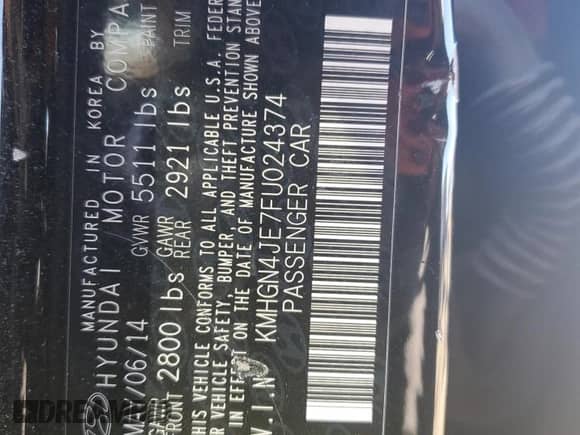 MANUFACTURED IN KOREA BY
HYUNDAI MOTOR COMPA
/06/14 GVWR 5511 lbs PAINT
FRONT 2800 lbs GAWR REAR 2921 lbs TRIM
THIS VEHICLE CONFORMS TO ALL APPLICABLE U.S.A. FEDER
R VEHICLE SAFETY, BUMPER, AND THEFT PREVENTION STAN
IN EFFECT ON THE DATE OF MANUFACTURE SHOWN ABOVE
V.I.N KMHGN4JE7FU024374
PASSENGER CAR